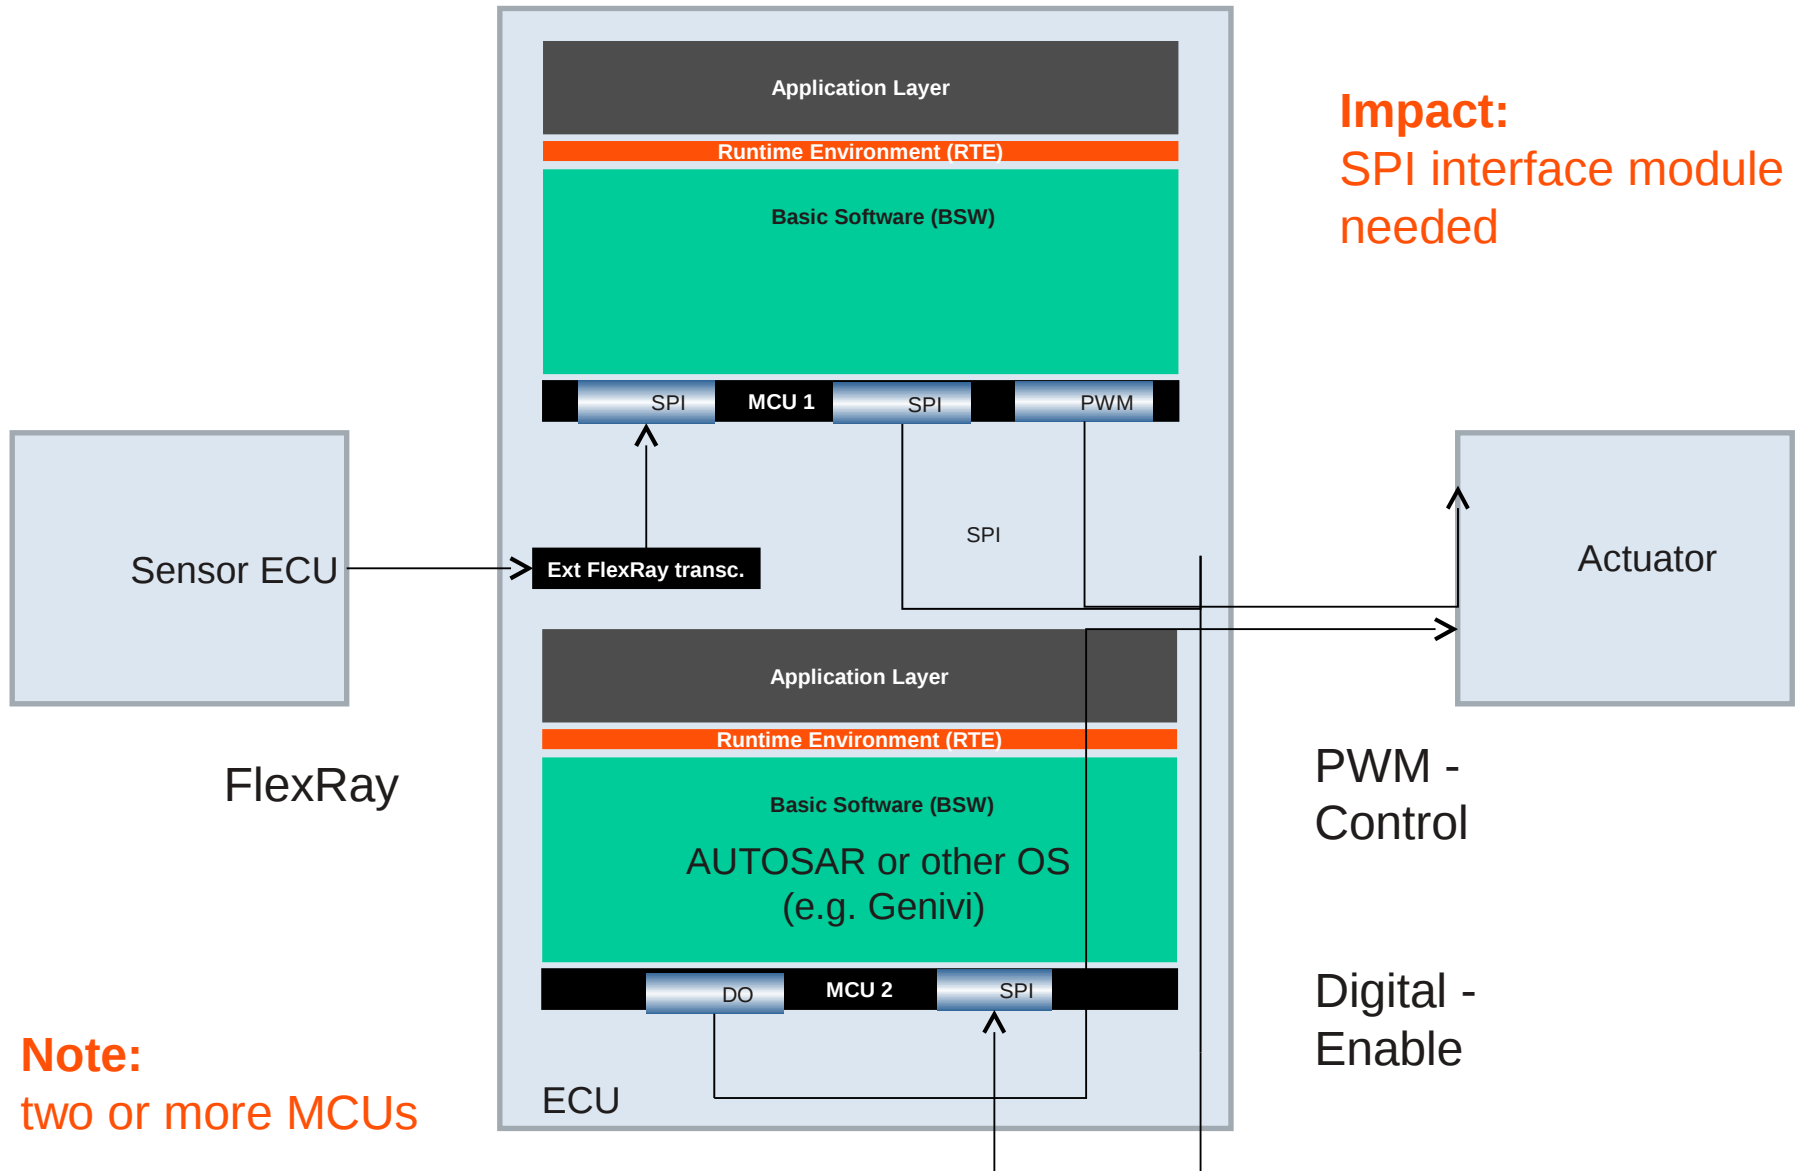 Application Layer
Runtime Environment (RTE)
Basic Software (BSW)
Impact:
SPI interface module
needed
SPI
MCU 1
SPI
PWM
SPI
Sensor ECU
Ext FlexRay transc.
Actuator
Application Layer
Runtime Environment (RTE)
Basic Software (BSW)
AUTOSAR or other OS
(e.g. Genivi)
FlexRay
PWM -
Control
DO
MCU 2
SPI
Digital -
Enable
Note:
two or more MCUs
ECU